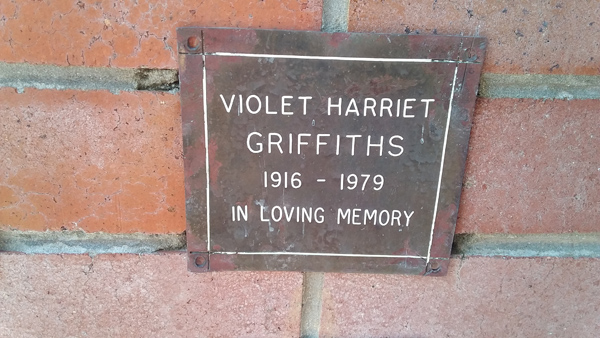 VIOLET HARRIET
GRIFFITHS
1916 - 1979
IN LOVING MEMORY